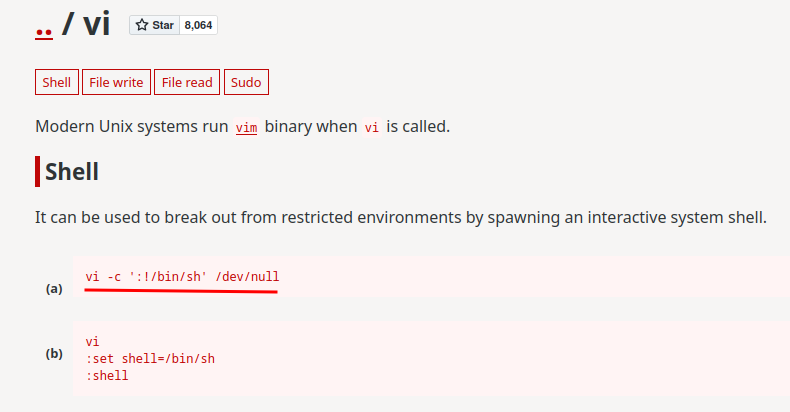 .. / vi Star 8,064
Shell File write File read Sudo
Modern Unix systems run vim binary when vi is called.
Shell
It can be used to break out from restricted environments by spawning an interactive system shell.
(a) vi -c ':!/bin/sh' /dev/null
(b) vi
:set shell=/bin/sh
:shell